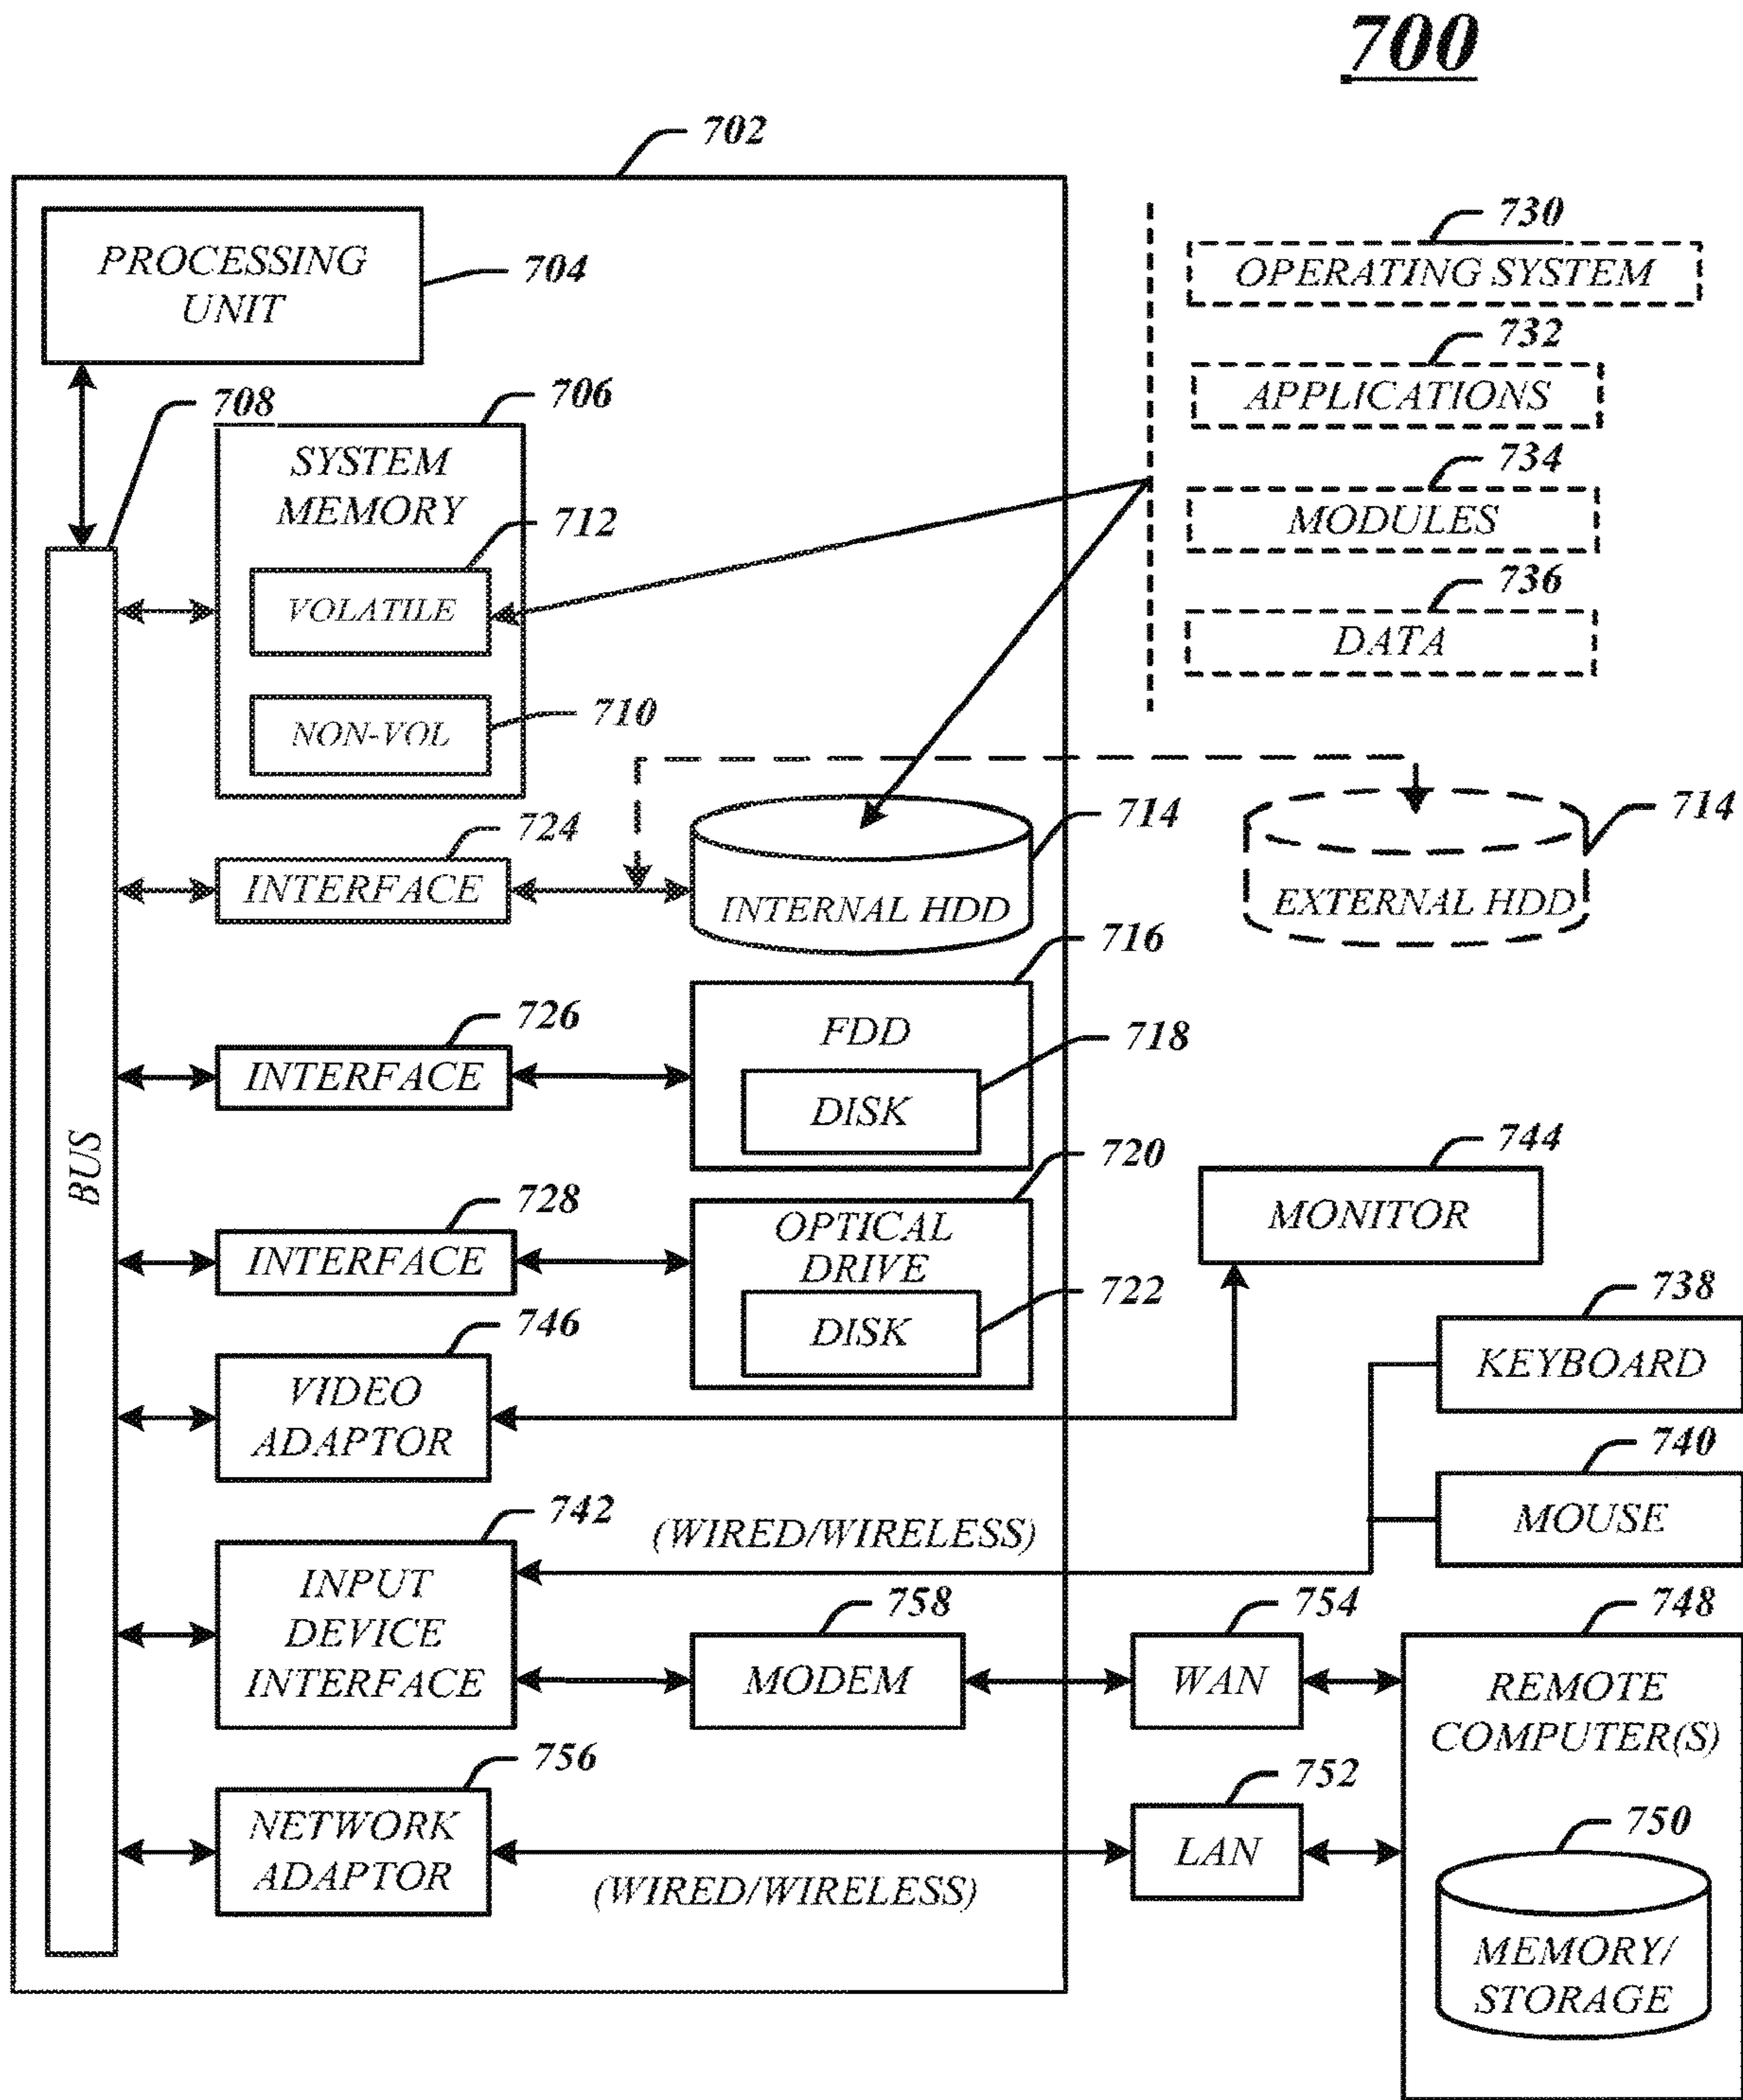 700
702
PROCESSING
UNIT
704
730
OPERATING SYSTEM
732
APPLICATIONS
734
MODULES
736
DATA
708
706
SYSTEM
MEMORY
712
VOLATILE
710
NON-VOL
724
INTERFACE
714
INTERNAL HDD
714
EXTERNAL HDD
716
FDD
718
DISK
726
INTERFACE
BUS
720
OPTICAL
DRIVE
722
DISK
728
INTERFACE
744
MONITOR
746
VIDEO
ADAPTOR
738
KEYBOARD
740
MOUSE
742
INPUT
DEVICE
INTERFACE
(WIRED/WIRELESS)
758
MODEM
754
WAN
748
REMOTE
COMPUTER(S)
756
NETWORK
ADAPTOR
(WIRED/WIRELESS)
752
LAN
750
MEMORY/
STORAGE